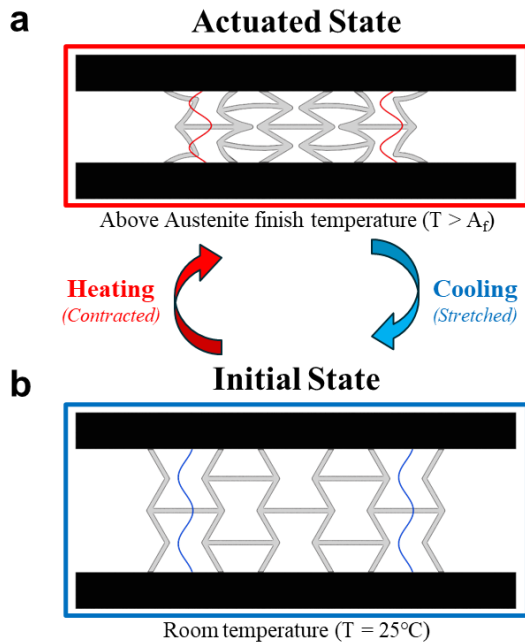 a
Actuated State
Above Austenite finish temperature (T > Af)
Heating
(Contracted)
Cooling
(Stretched)
b
Initial State
Room temperature (T = 25°C)